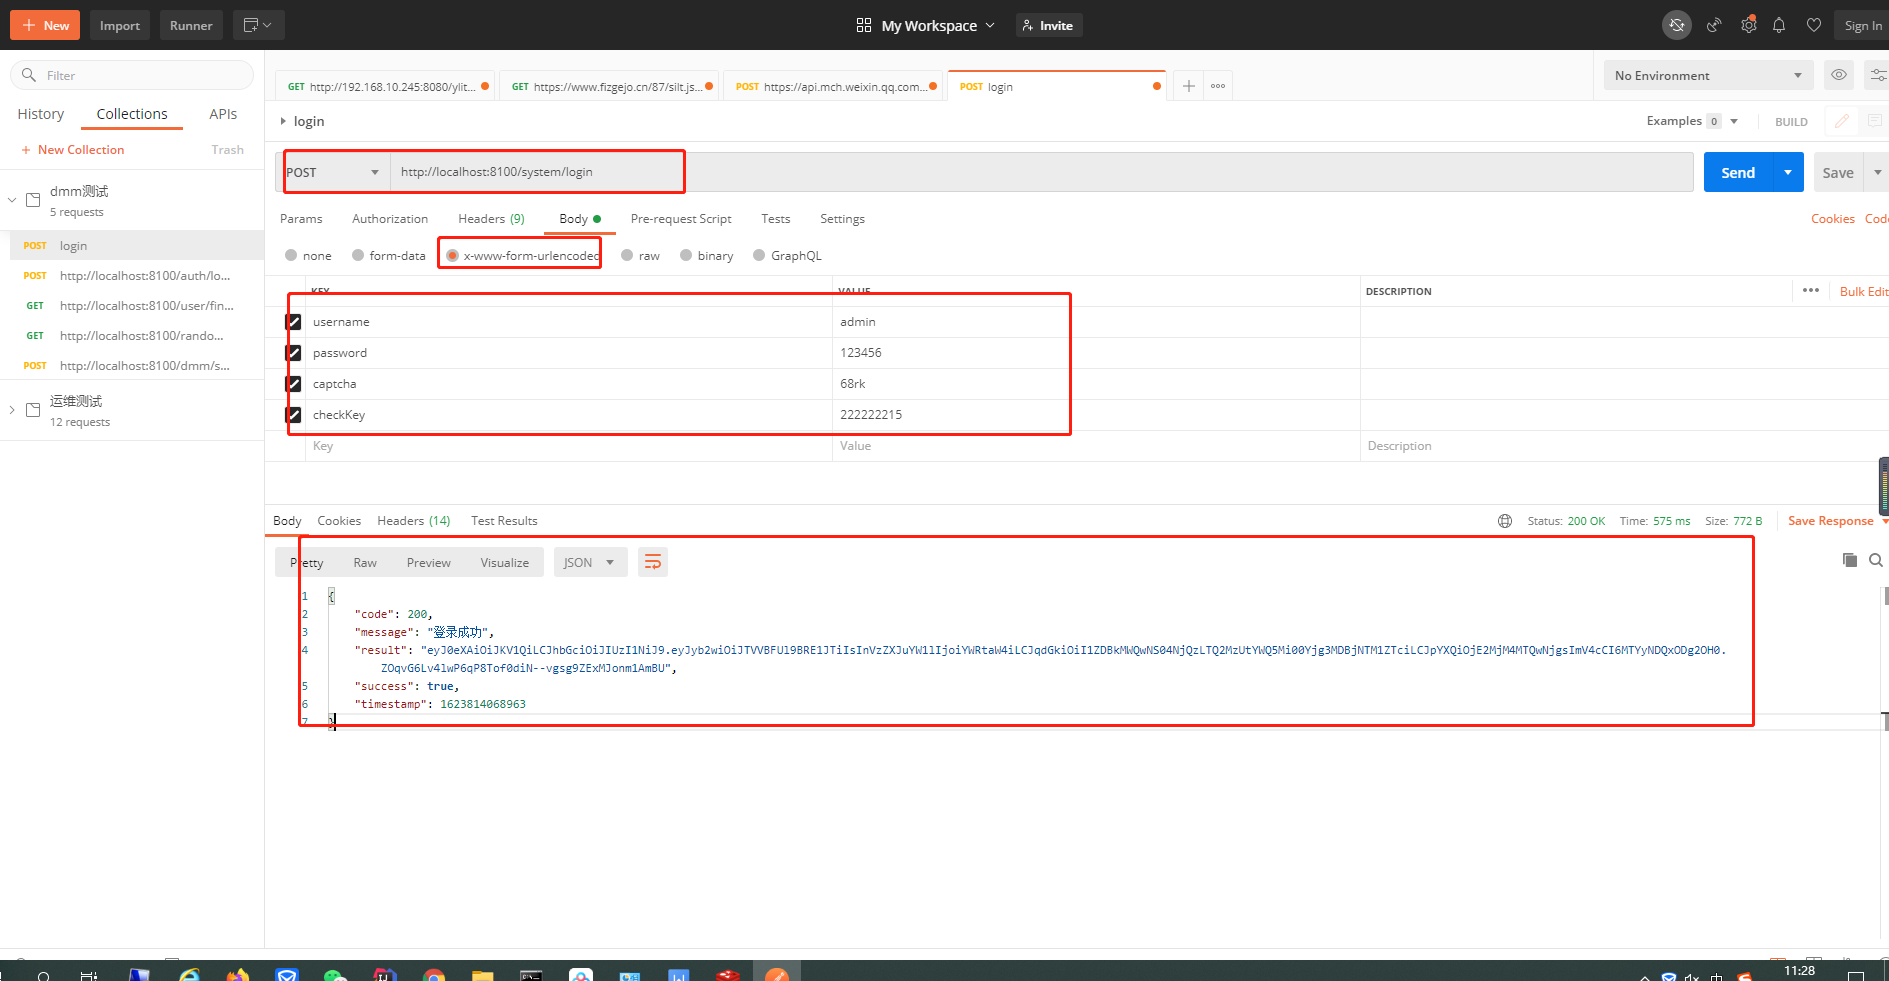 New
Import
Runner
My Workspace
Invite
Sign In
Filter
History
Collections
APIs
New Collection
Trash
dmm测试
5 requests
POST login
POST http://localhost:8100/auth/lo...
GET http://localhost:8100/user/fin...
GET http://localhost:8100/rando...
POST http://localhost:8100/dmm/s...
运维测试
12 requests
GET http://192.168.10.245:8080/ylit...
GET https://www.fizgejo.cn/87/silt.js...
POST https://api.mch.weixin.qq.com...
POST login
No Environment
login
Examples 0
BUILD
POST
http://localhost:8100/system/login
Send
Save
Params
Authorization
Headers (9)
Body
Pre-request Script
Tests
Settings
Cookies
Code
none
form-data
x-www-form-urlencoded
raw
binary
GraphQL
KEY
VALUE
DESCRIPTION
Bulk Edit
username admin
password 123456
captcha 68rk
checkKey 222222215
Key Value Description
Body
Cookies
Headers (14)
Test Results
Status: 200 OK
Time: 575 ms
Size: 772 B
Save Response
Pretty
Raw
Preview
Visualize
JSON
1 {
2 "code": 200,
3 "message": "登录成功",
4 "result": "
5 "success": true,
6 "timestamp": 1623814068963
7 }
11:28